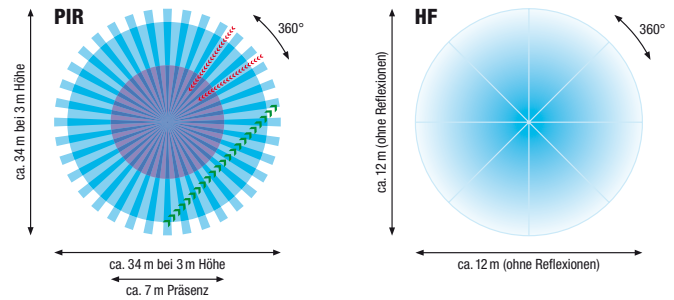 PIR
360°
ca. 34 m bei 3 m Höhe
ca. 34 m bei 3 m Höhe
ca. 7 m Präsenz
HF
360°
ca. 12 m (ohne Reflexionen)
ca. 12 m (ohne Reflexionen)